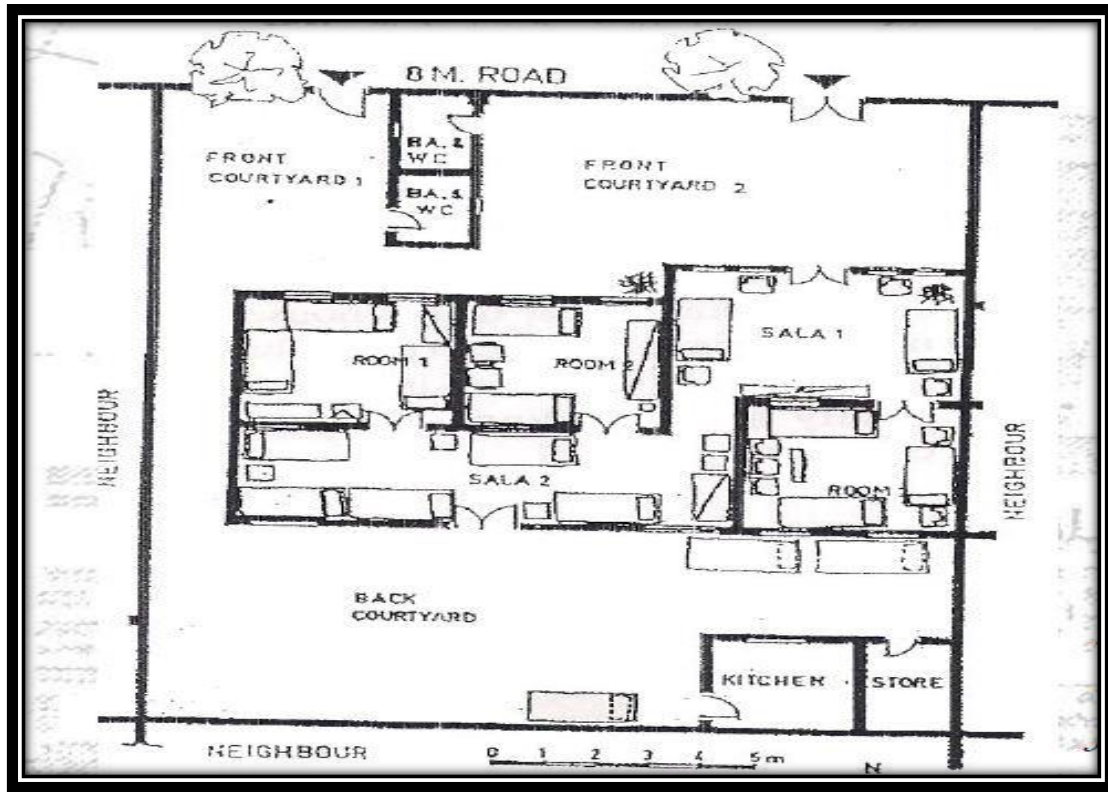 8 M. ROAD
FRONT
COURTYARD 1
BA. &
WC
BA. &
WC
FRONT
COURTYARD 2
ROOM 1
ROOM 2
SALA 1
SALA 2
ROOM
NEIGHBOUR
NEIGHBOUR
BACK
COURTYARD
KITCHEN
STORE
NEIGHBOUR
0 1 2 3 4 5 m
N